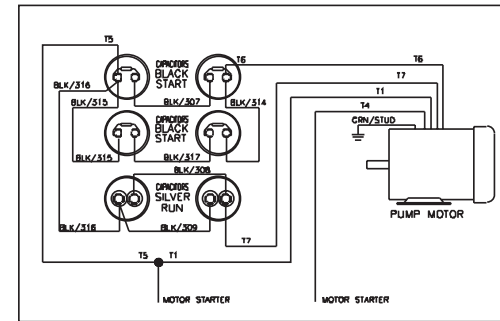 T5
CAPACITORS
BLACK
START
T6
T6
T7
T1
T4
GRN/STUD
BLK/316
BLK/315
BLK/307
BLK/314
CAPACITORS
BLACK
START
BLK/315
BLK/317
BLK/308
CAPACITORS
SILVER
RUN
PUMP MOTOR
BLK/316
BLK/309
T7
T5
T1
MOTOR STARTER
MOTOR STARTER